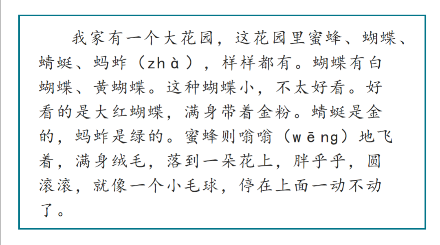 我家有一个大花园，这花园里蜜蜂、蝴蝶、
蜻蜓、蚂蚱（zhà），样样都有。蝴蝶有白
蝴蝶、黄蝴蝶。这种蝴蝶小，不太好看。好
看的是大红蝴蝶，满身带着金粉。蜻蜓是金
的，蚂蚱是绿的。蜜蜂则嗡嗡（wēng）地飞
着，满身绒毛，落到一朵花上，胖乎乎，圆
滚滚，就像一个小毛球，停在上面一动不动
了。